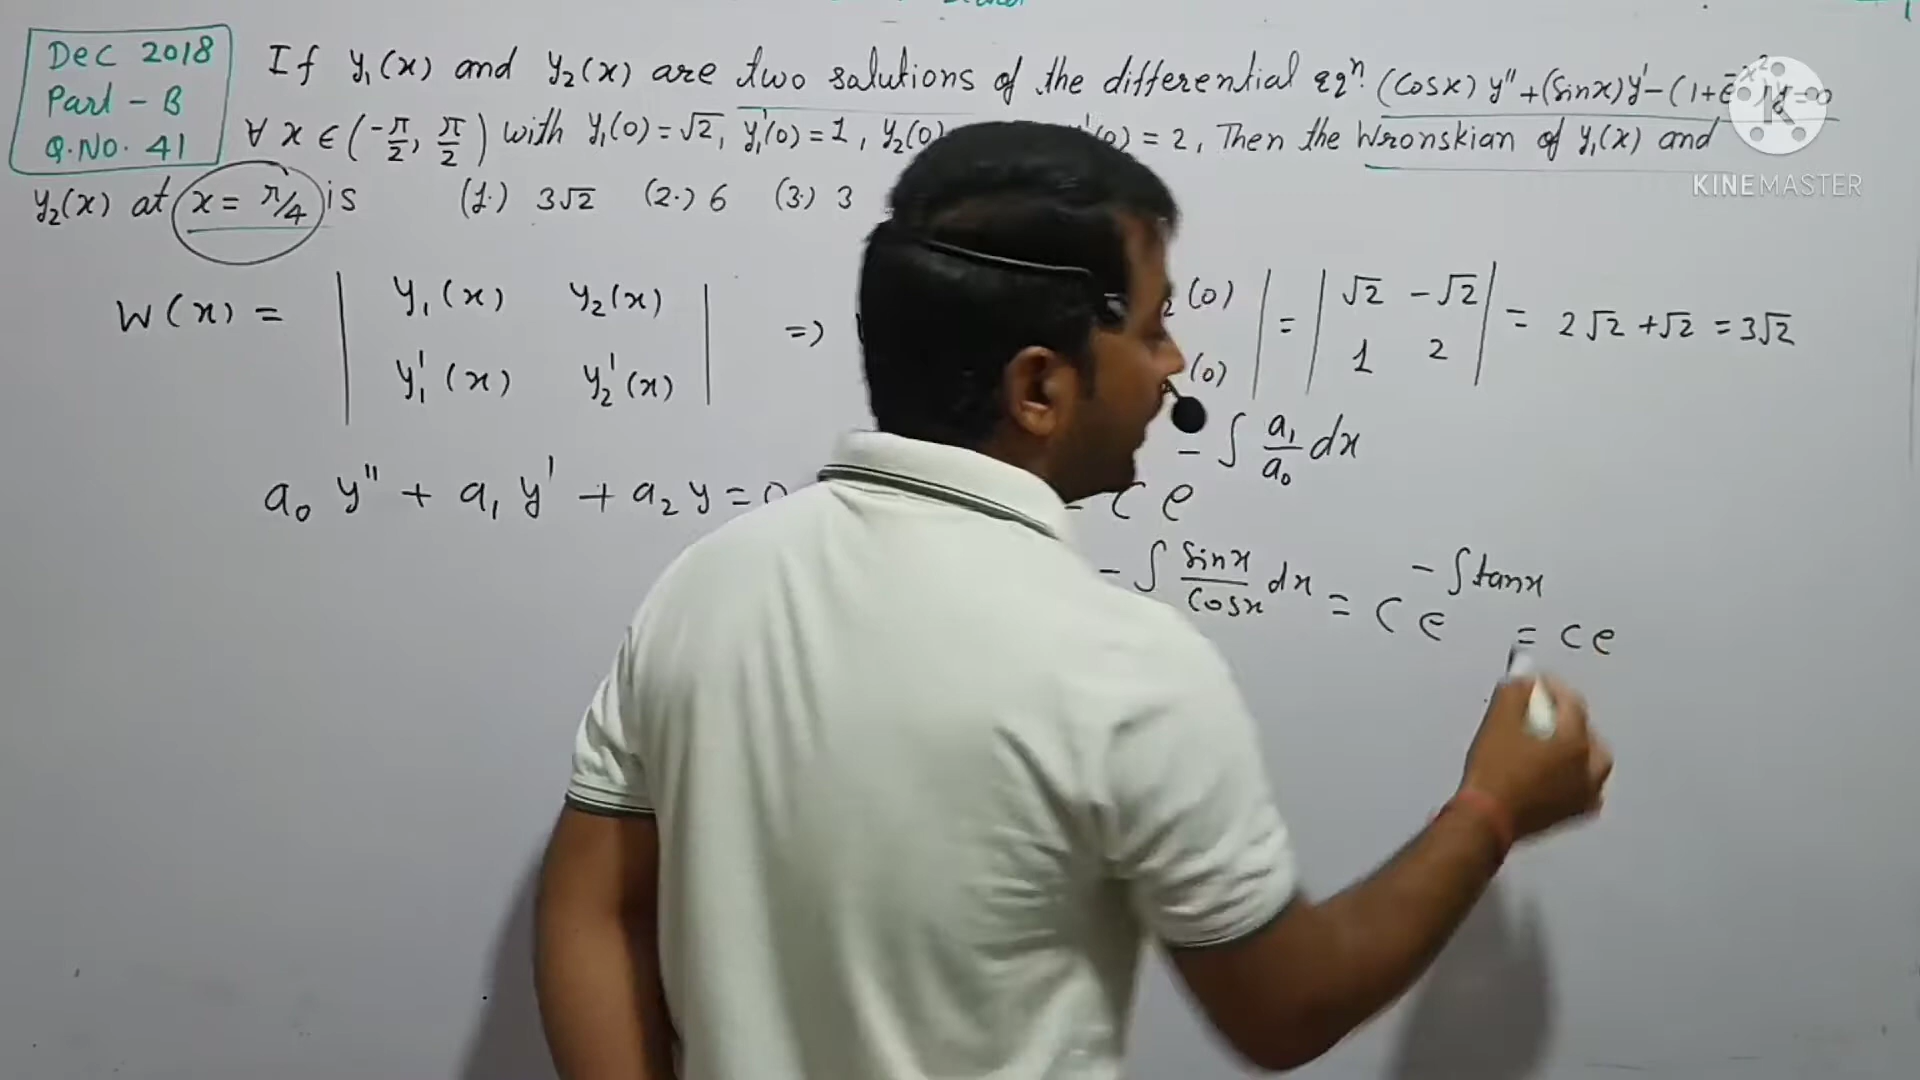 Dec 2018
Part - B
Q.No. 41
If y₁(x) and y₂(x) are two salutions of the differential eqⁿ. (Cosx) y'' + (Sinx)y' - (1+e^-x²)y = 0
∀ x ∈ (-π/2, π/2) with y₁(0) = √2, y₁'(0) = 1, y₂(0) '(0) = 2, Then the Wronskian of y₁(x) and
y₂(x) at x = π/4 is (1.) 3√2 (2.) 6 (3.) 3
W(x) = | y₁(x) y₂(x) | => ₂(0) | = | √2 -√2 | = 2√2 + √2 = 3√2
y₁'(x) y₂'(x) (0) 1 2
a₀ y'' + a₁ y' + a₂ y = 0 = C e - ∫ a₁/a₀ dx
- ∫ Sinx/Cosx dx = C e - ∫ tanx = C e
KINEMASTER